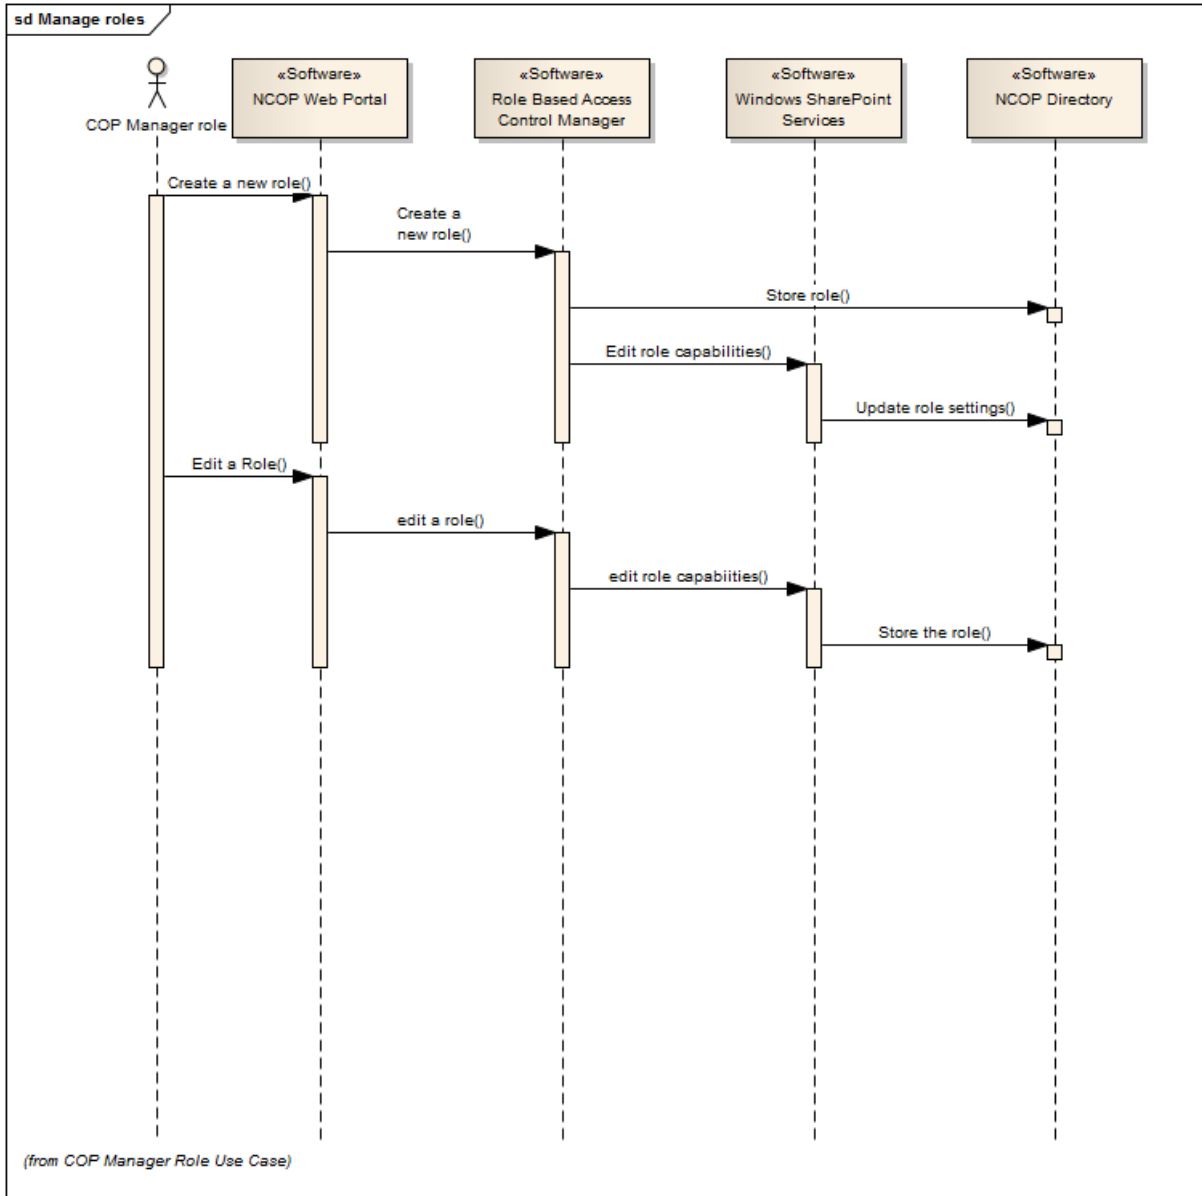 sd Manage roles
COP Manager role
«Software»
NCOP Web Portal
«Software»
Role Based Access
Control Manager
«Software»
Windows SharePoint
Services
«Software»
NCOP Directory
Create a new role()
Create a
new role()
Store role()
Edit role capabilities()
Update role settings()
Edit a Role()
edit a role()
edit role capabiities()
Store the role()
(from COP Manager Role Use Case)